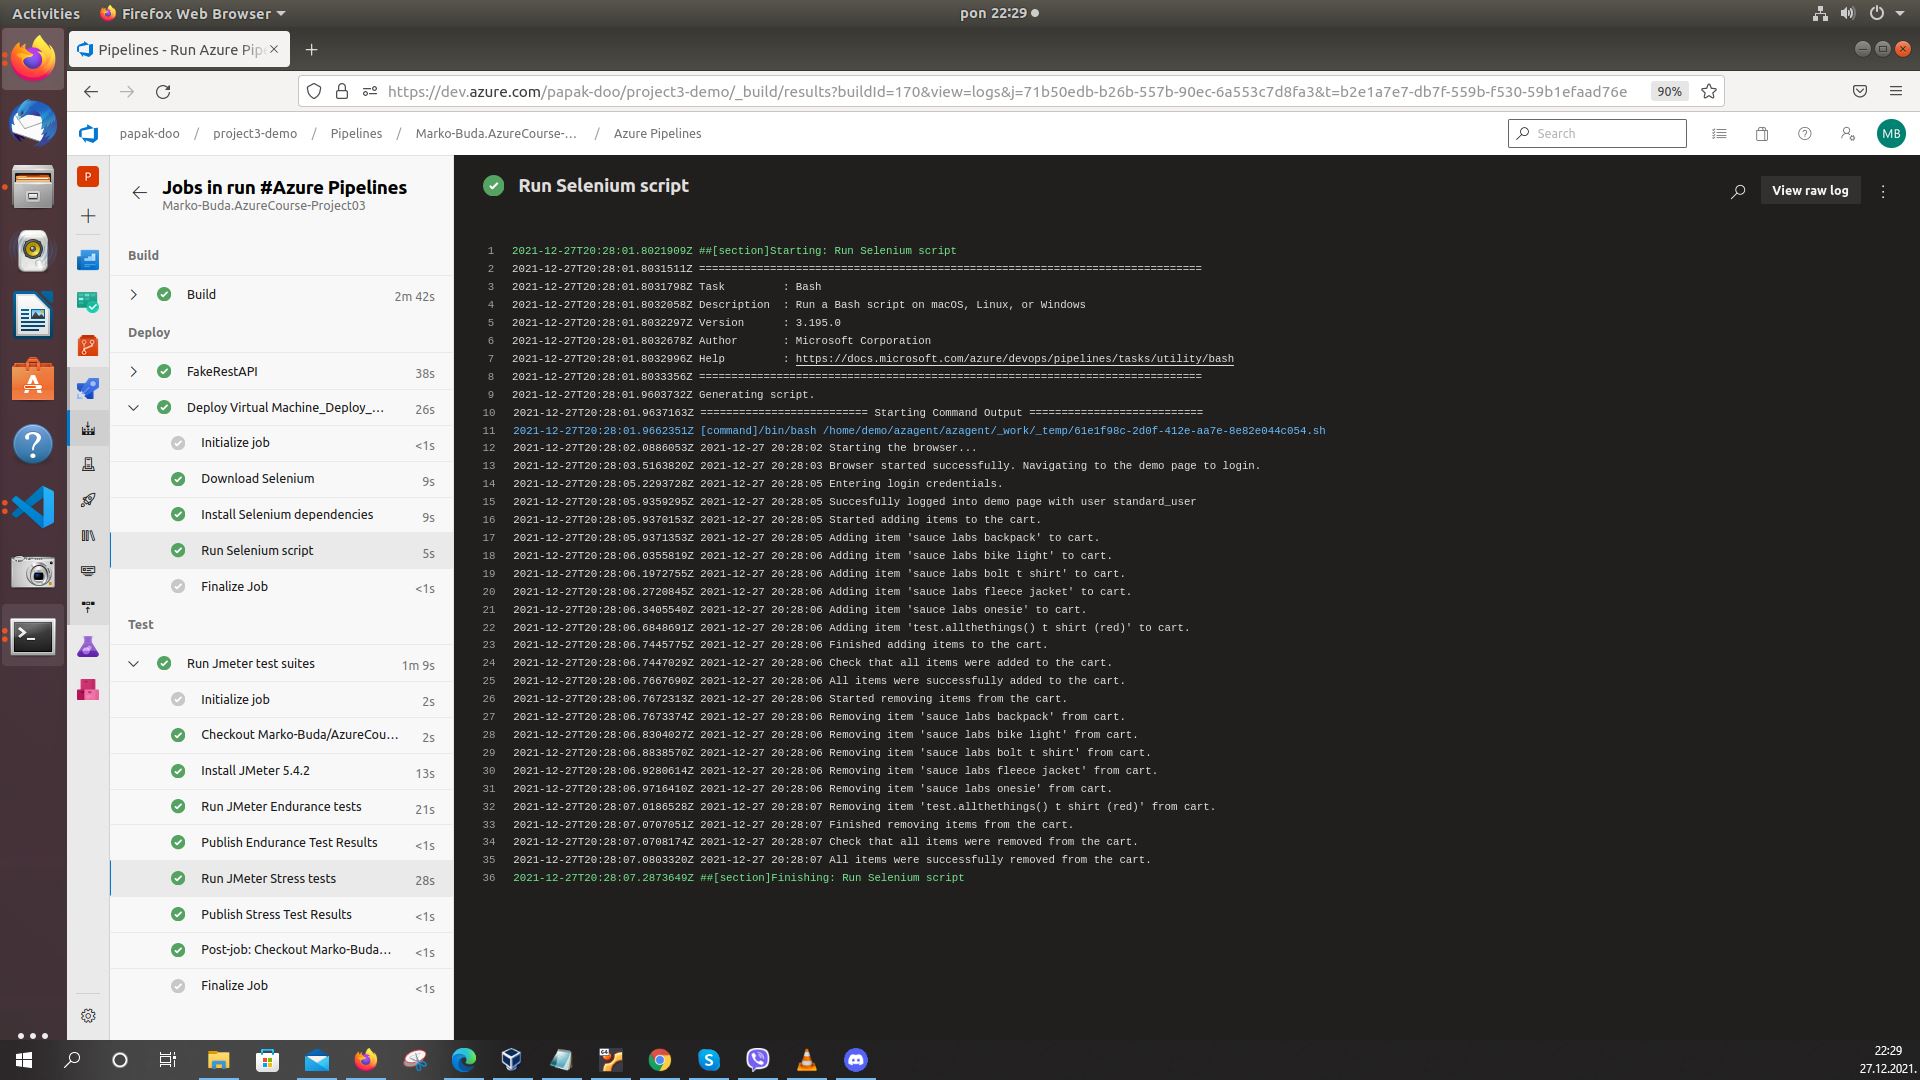 Activities
Firefox Web Browser
pon 22:29
Pipelines - Run Azure Pip
https://dev.azure.com/papak-doo/project3-demo/_build/results?buildId=170&view=logs&j=71b50edb-b26b-557b-90ec-6a553c7d8fa3&t=b2e1a7e7-db7f-559b-f530-59b1efaad76e
90%
papak-doo / project3-demo / Pipelines / Marko-Buda.AzureCourse-... / Azure Pipelines
Search
MB
P
Jobs in run #Azure Pipelines
Marko-Buda.AzureCourse-Project03
Build
Build 2m 42s
Deploy
FakeRestAPI 38s
Deploy Virtual Machine_Deploy_... 26s
Initialize job <1s
Download Selenium 9s
Install Selenium dependencies 9s
Run Selenium script 5s
Finalize Job <1s
Test
Run Jmeter test suites 1m 9s
Initialize job 2s
Checkout Marko-Buda/AzureCou... 2s
Install JMeter 5.4.2 13s
Run JMeter Endurance tests 21s
Publish Endurance Test Results <1s
Run JMeter Stress tests 28s
Publish Stress Test Results <1s
Post-job: Checkout Marko-Buda... <1s
Finalize Job <1s
Run Selenium script
View raw log
1 2021-12-27T20:28:01.8021909Z ##[section]Starting: Run Selenium script
2 2021-12-27T20:28:01.8031511Z ==============================================================================
3 2021-12-27T20:28:01.8031798Z Task         : Bash
4 2021-12-27T20:28:01.8032058Z Description  : Run a Bash script on macOS, Linux, or Windows
5 2021-12-27T20:28:01.8032297Z Version      : 3.195.0
6 2021-12-27T20:28:01.8032678Z Author       : Microsoft Corporation
7 2021-12-27T20:28:01.8032996Z Help         : https://docs.microsoft.com/azure/devops/pipelines/tasks/utility/bash
8 2021-12-27T20:28:01.8033356Z ==============================================================================
9 2021-12-27T20:28:01.9603732Z Generating script.
10 2021-12-27T20:28:01.9637163Z ========================== Starting Command Output ===========================
11 2021-12-27T20:28:01.9662351Z [command]/bin/bash /home/demo/azagent/azagent/_work/_temp/61e1f98c-2d0f-412e-aa7e-8e82e044c054.sh
12 2021-12-27T20:28:02.0886053Z 2021-12-27 20:28:02 Starting the browser...
13 2021-12-27T20:28:03.5163820Z 2021-12-27 20:28:03 Browser started successfully. Navigating to the demo page to login.
14 2021-12-27T20:28:05.2293728Z 2021-12-27 20:28:05 Entering login credentials.
15 2021-12-27T20:28:05.9359295Z 2021-12-27 20:28:05 Succesfully logged into demo page with user standard_user
16 2021-12-27T20:28:05.9370153Z 2021-12-27 20:28:05 Started adding items to the cart.
17 2021-12-27T20:28:05.9371353Z 2021-12-27 20:28:05 Adding item 'sauce labs backpack' to cart.
18 2021-12-27T20:28:06.0355819Z 2021-12-27 20:28:06 Adding item 'sauce labs bike light' to cart.
19 2021-12-27T20:28:06.1972755Z 2021-12-27 20:28:06 Adding item 'sauce labs bolt t shirt' to cart.
20 2021-12-27T20:28:06.2720845Z 2021-12-27 20:28:06 Adding item 'sauce labs fleece jacket' to cart.
21 2021-12-27T20:28:06.3405540Z 2021-12-27 20:28:06 Adding item 'sauce labs onesie' to cart.
22 2021-12-27T20:28:06.6848691Z 2021-12-27 20:28:06 Adding item 'test.allthethings() t shirt (red)' to cart.
23 2021-12-27T20:28:06.7445775Z 2021-12-27 20:28:06 Finished adding items to the cart.
24 2021-12-27T20:28:06.7447029Z 2021-12-27 20:28:06 Check that all items were added to the cart.
25 2021-12-27T20:28:06.7667690Z 2021-12-27 20:28:06 All items were successfully added to the cart.
26 2021-12-27T20:28:06.7672313Z 2021-12-27 20:28:06 Started removing items from the cart.
27 2021-12-27T20:28:06.7673374Z 2021-12-27 20:28:06 Removing item 'sauce labs backpack' from cart.
28 2021-12-27T20:28:06.8304027Z 2021-12-27 20:28:06 Removing item 'sauce labs bike light' from cart.
29 2021-12-27T20:28:06.8838570Z 2021-12-27 20:28:06 Removing item 'sauce labs bolt t shirt' from cart.
30 2021-12-27T20:28:06.9280614Z 2021-12-27 20:28:06 Removing item 'sauce labs fleece jacket' from cart.
31 2021-12-27T20:28:06.9716410Z 2021-12-27 20:28:06 Removing item 'sauce labs onesie' from cart.
32 2021-12-27T20:28:07.0186528Z 2021-12-27 20:28:07 Removing item 'test.allthethings() t shirt (red)' from cart.
33 2021-12-27T20:28:07.0707051Z 2021-12-27 20:28:07 Finished removing items from the cart.
34 2021-12-27T20:28:07.0708174Z 2021-12-27 20:28:07 Check that all items were removed from the cart.
35 2021-12-27T20:28:07.0803320Z 2021-12-27 20:28:07 All items were successfully removed from the cart.
36 2021-12-27T20:28:07.2873649Z ##[section]Finishing: Run Selenium script
22:29
27.12.2021.